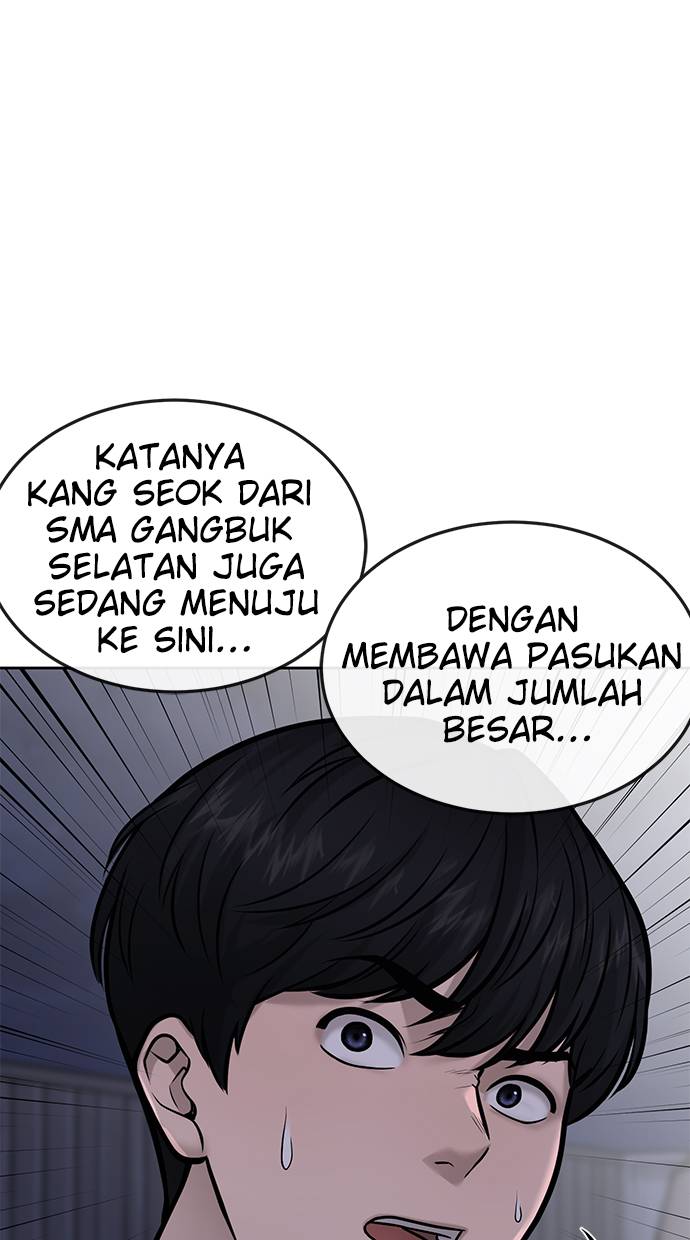 KATANYA
KANG SEOK DARI
SMA GANGBUK
SELATAN JUGA
SEDANG MENUJU
KE SINI...
DENGAN
MEMBAWA PASUKAN
DALAM JUMLAH
BESAR...